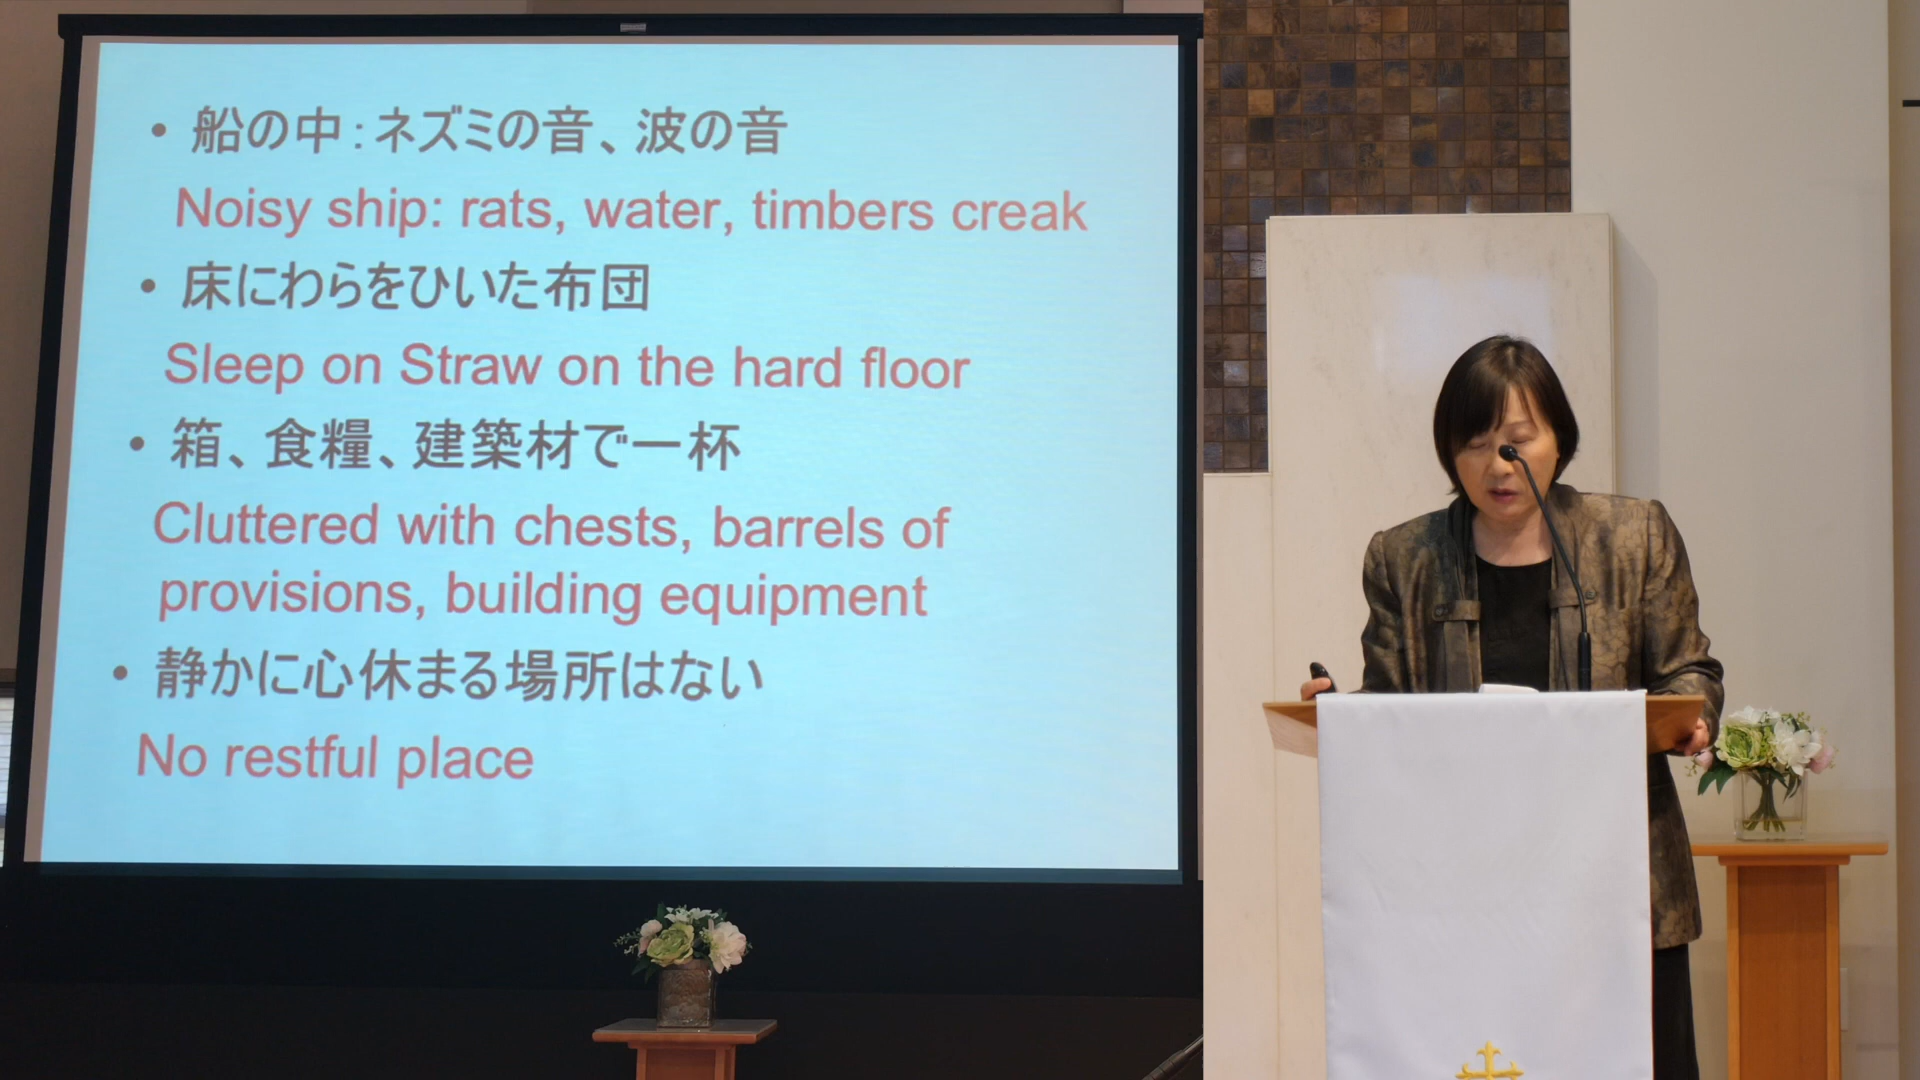 • 船の中：ネズミの音、波の音
Noisy ship: rats, water, timbers creak
• 床にわらをひいた布団
Sleep on Straw on the hard floor
• 箱、食糧、建築材で一杯
Cluttered with chests, barrels of
provisions, building equipment
• 静かに心休まる場所はない
No restful place